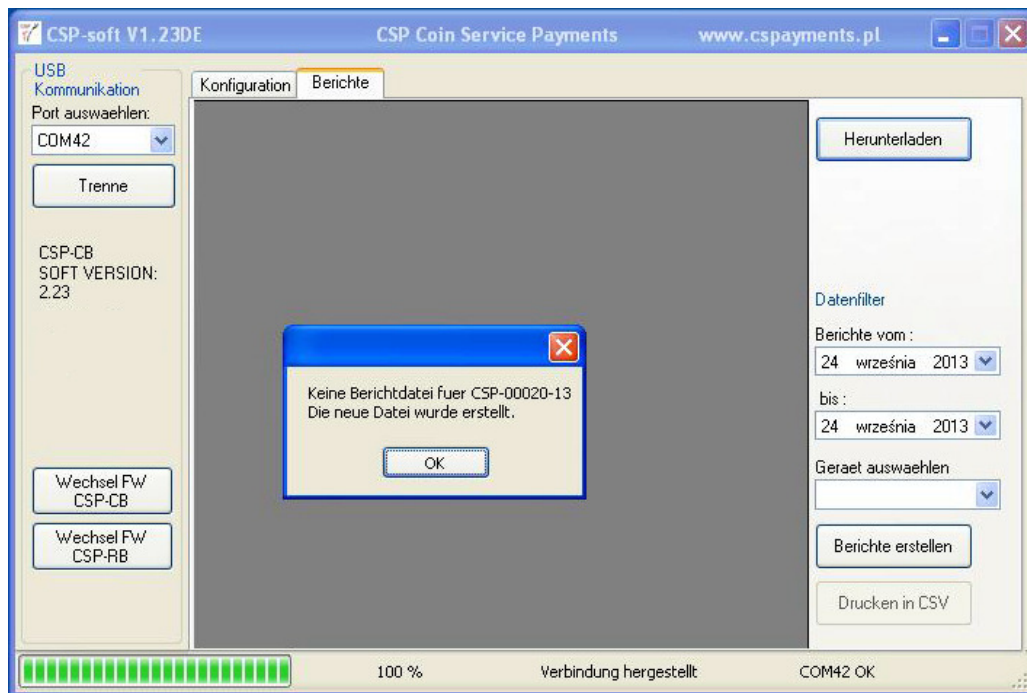 CSP-soft V1.23DE CSP Coin Service Payments www.cspayments.pl
USB
Kommunikation
Port auswaehlen:
COM42
Trenne
CSP-CB
SOFT VERSION:
2.23
Wechsel FW
CSP-CB
Wechsel FW
CSP-RB
Konfiguration Berichte
Keine Berichtdatei fuer CSP-00020-13
Die neue Datei wurde erstellt.
OK
Herunterladen
Datenfilter
Berichte vom :
24 września 2013
bis :
24 września 2013
Geraet auswaehlen
Berichte erstellen
Drucken in CSV
100 % Verbindung hergestellt COM42 OK